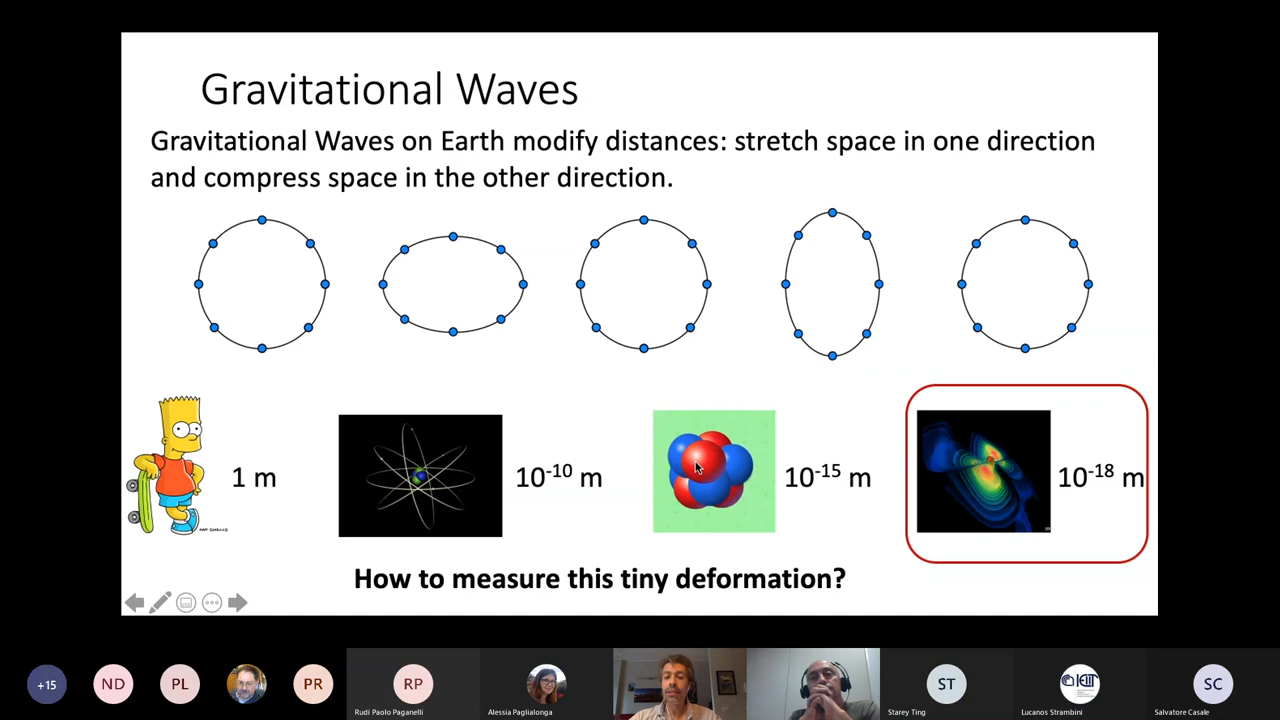 Gravitational Waves
Gravitational Waves on Earth modify distances: stretch space in one direction
and compress space in the other direction.
1 m
10⁻¹⁰ m
10⁻¹⁵ m
10⁻¹⁸ m
How to measure this tiny deformation?
+15
ND
PL
PR
RP
ST
IEIIT
SC
Rudi Paolo Paganelli
Alessia Paglialonga
Starey Ting
Lucanos Strambini
Salvatore Casale